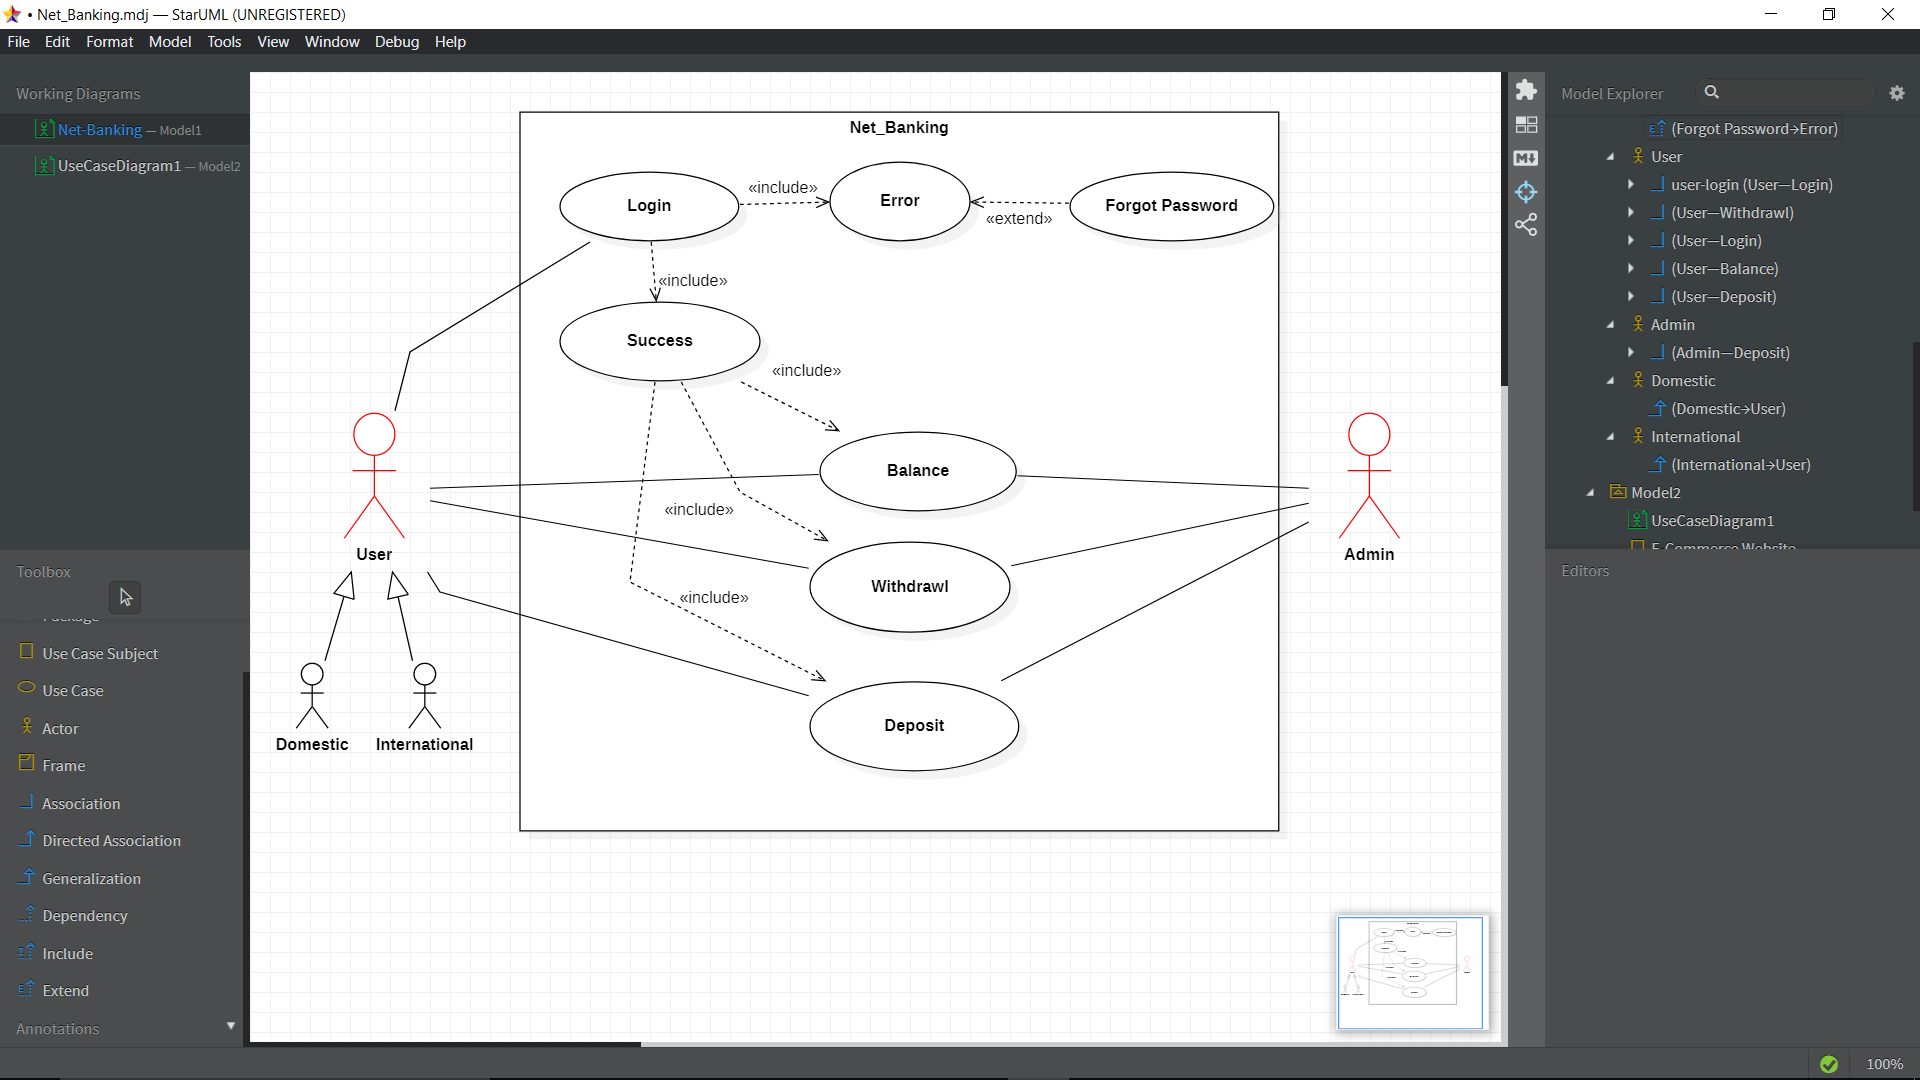 • Net_Banking.mdj — StarUML (UNREGISTERED)
File Edit Format Model Tools View Window Debug Help
Working Diagrams
Net-Banking — Model1
UseCaseDiagram1 — Model2
Toolbox
Package
Use Case Subject
Use Case
Actor
Frame
Association
Directed Association
Generalization
Dependency
Include
Extend
Annotations
Net_Banking
Login
«include»
Error
«extend»
Forgot Password
«include»
Success
«include»
Balance
«include»
Withdrawl
«include»
Deposit
User
Domestic
International
Admin
M
Model Explorer
(Forgot Password→Error)
User
user-login (User—Login)
(User—Withdrawl)
(User—Login)
(User—Balance)
(User—Deposit)
Admin
(Admin—Deposit)
Domestic
(Domestic→User)
International
(International→User)
Model2
UseCaseDiagram1
E-Commerce Website
Editors
100%